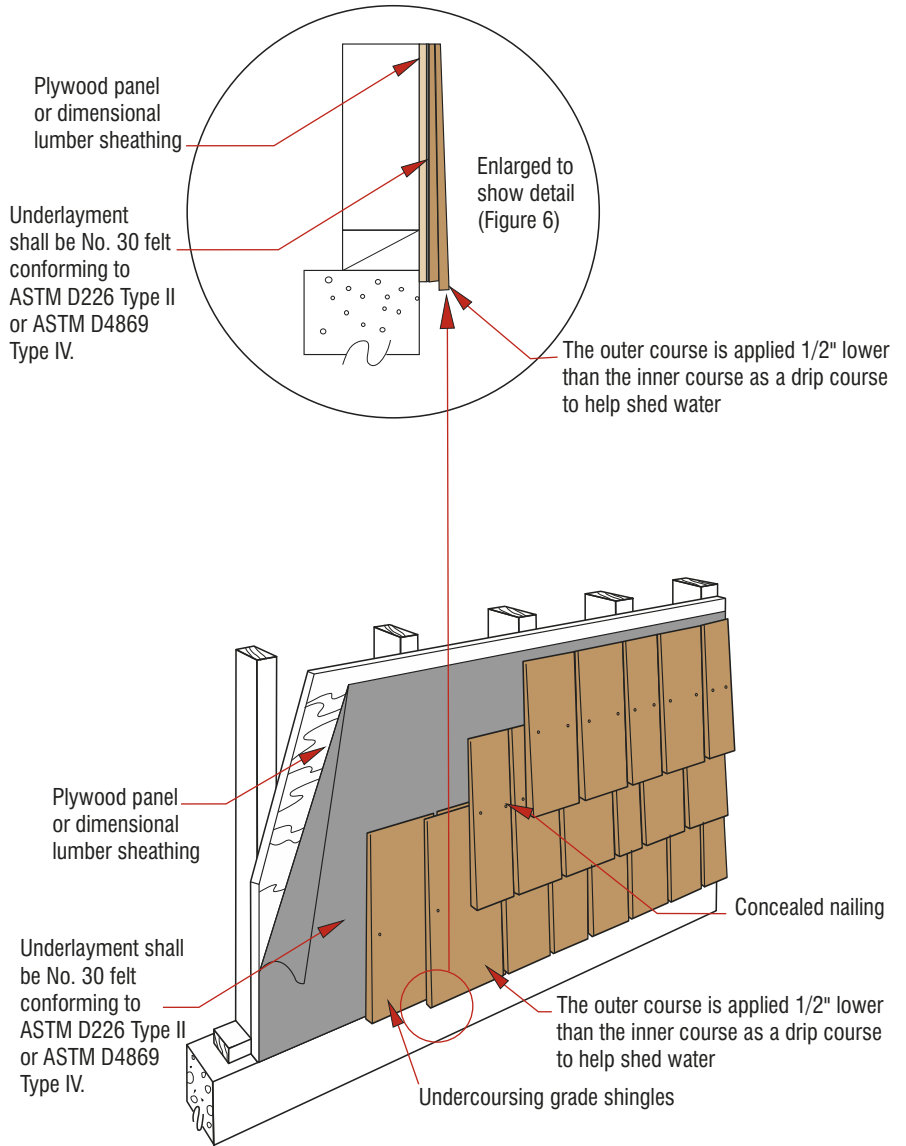 Plywood panel
or dimensional
lumber sheathing
Underlayment
shall be No. 30 felt
conforming to
ASTM D226 Type II
or ASTM D4869
Type IV.
Enlarged to
show detail
(Figure 6)
The outer course is applied 1/2" lower
than the inner course as a drip course
to help shed water
Plywood panel
or dimensional
lumber sheathing
Concealed nailing
Underlayment shall
be No. 30 felt
conforming to
ASTM D226 Type II
or ASTM D4869
Type IV.
The outer course is applied 1/2" lower
than the inner course as a drip course
to help shed water
Undercoursing grade shingles